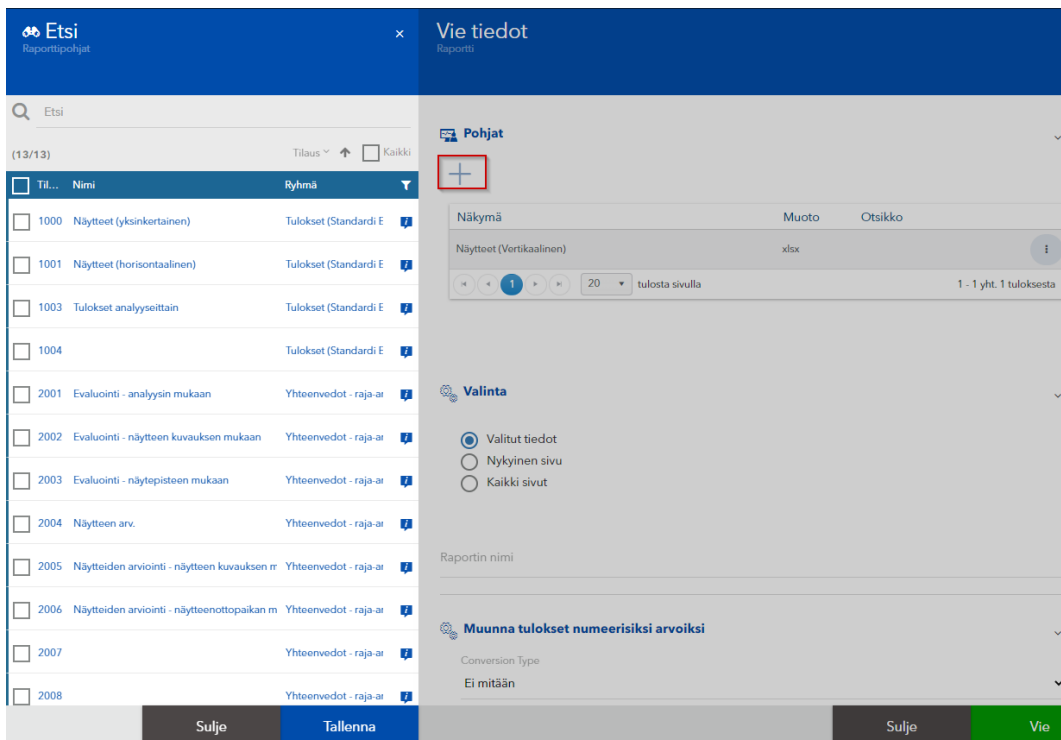 Etsi
Raporttipohjat
×
Etsi
(13/13)
Tilaus
Kaikki
Til... Nimi Ryhmä
1000 Näytteet (yksinkertainen) Tulokset (Standardi E
1001 Näytteet (horisontaalinen) Tulokset (Standardi E
1003 Tulokset analyyseittain Tulokset (Standardi E
1004 Tulokset (Standardi E
2001 Evaluointi - analyysin mukaan Yhteenvedot - raja-ar
2002 Evaluointi - näytteen kuvauksen mukaan Yhteenvedot - raja-ar
2003 Evaluointi - näytepisteen mukaan Yhteenvedot - raja-ar
2004 Näytteen arv. Yhteenvedot - raja-ar
2005 Näytteiden arviointi - näytteen kuvauksen m Yhteenvedot - raja-ar
2006 Näytteiden arviointi - näytteenottopaikan m Yhteenvedot - raja-ar
2007 Yhteenvedot - raja-ar
2008 Yhteenvedot - raja-ar
Sulje Tallenna
Vie tiedot
Raportti
Pohjat
Näkymä Muoto Otsikko
Näytteet (Vertikaalinen) xlsx
1 20 tulosta sivulla 1 - 1 yht. 1 tuloksesta
Valinta
Valitut tiedot
Nykyinen sivu
Kaikki sivut
Raportin nimi
Muunna tulokset numeerisiksi arvoiksi
Conversion Type
Ei mitään
Sulje Vie